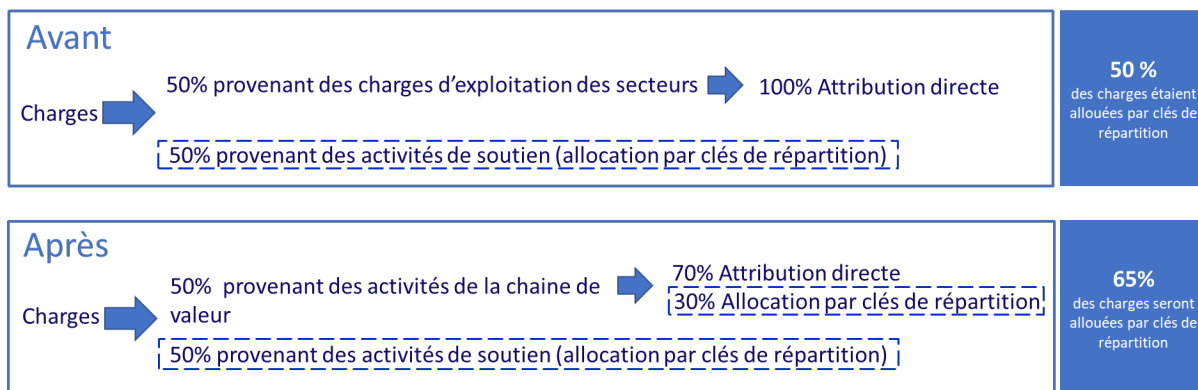 Avant
50% provenant des charges d'exploitation des secteurs
100% Attribution directe
Charges
50% provenant des activités de soutien (allocation par clés de répartition)
50 %
des charges étaient
allouées par clés de
répartition
Après
50% provenant des activités de la chaine de
valeur
70% Attribution directe
30% Allocation par clés de répartition
Charges
50% provenant des activités de soutien (allocation par clés de répartition)
65%
des charges seront
allouées par clés de
répartition